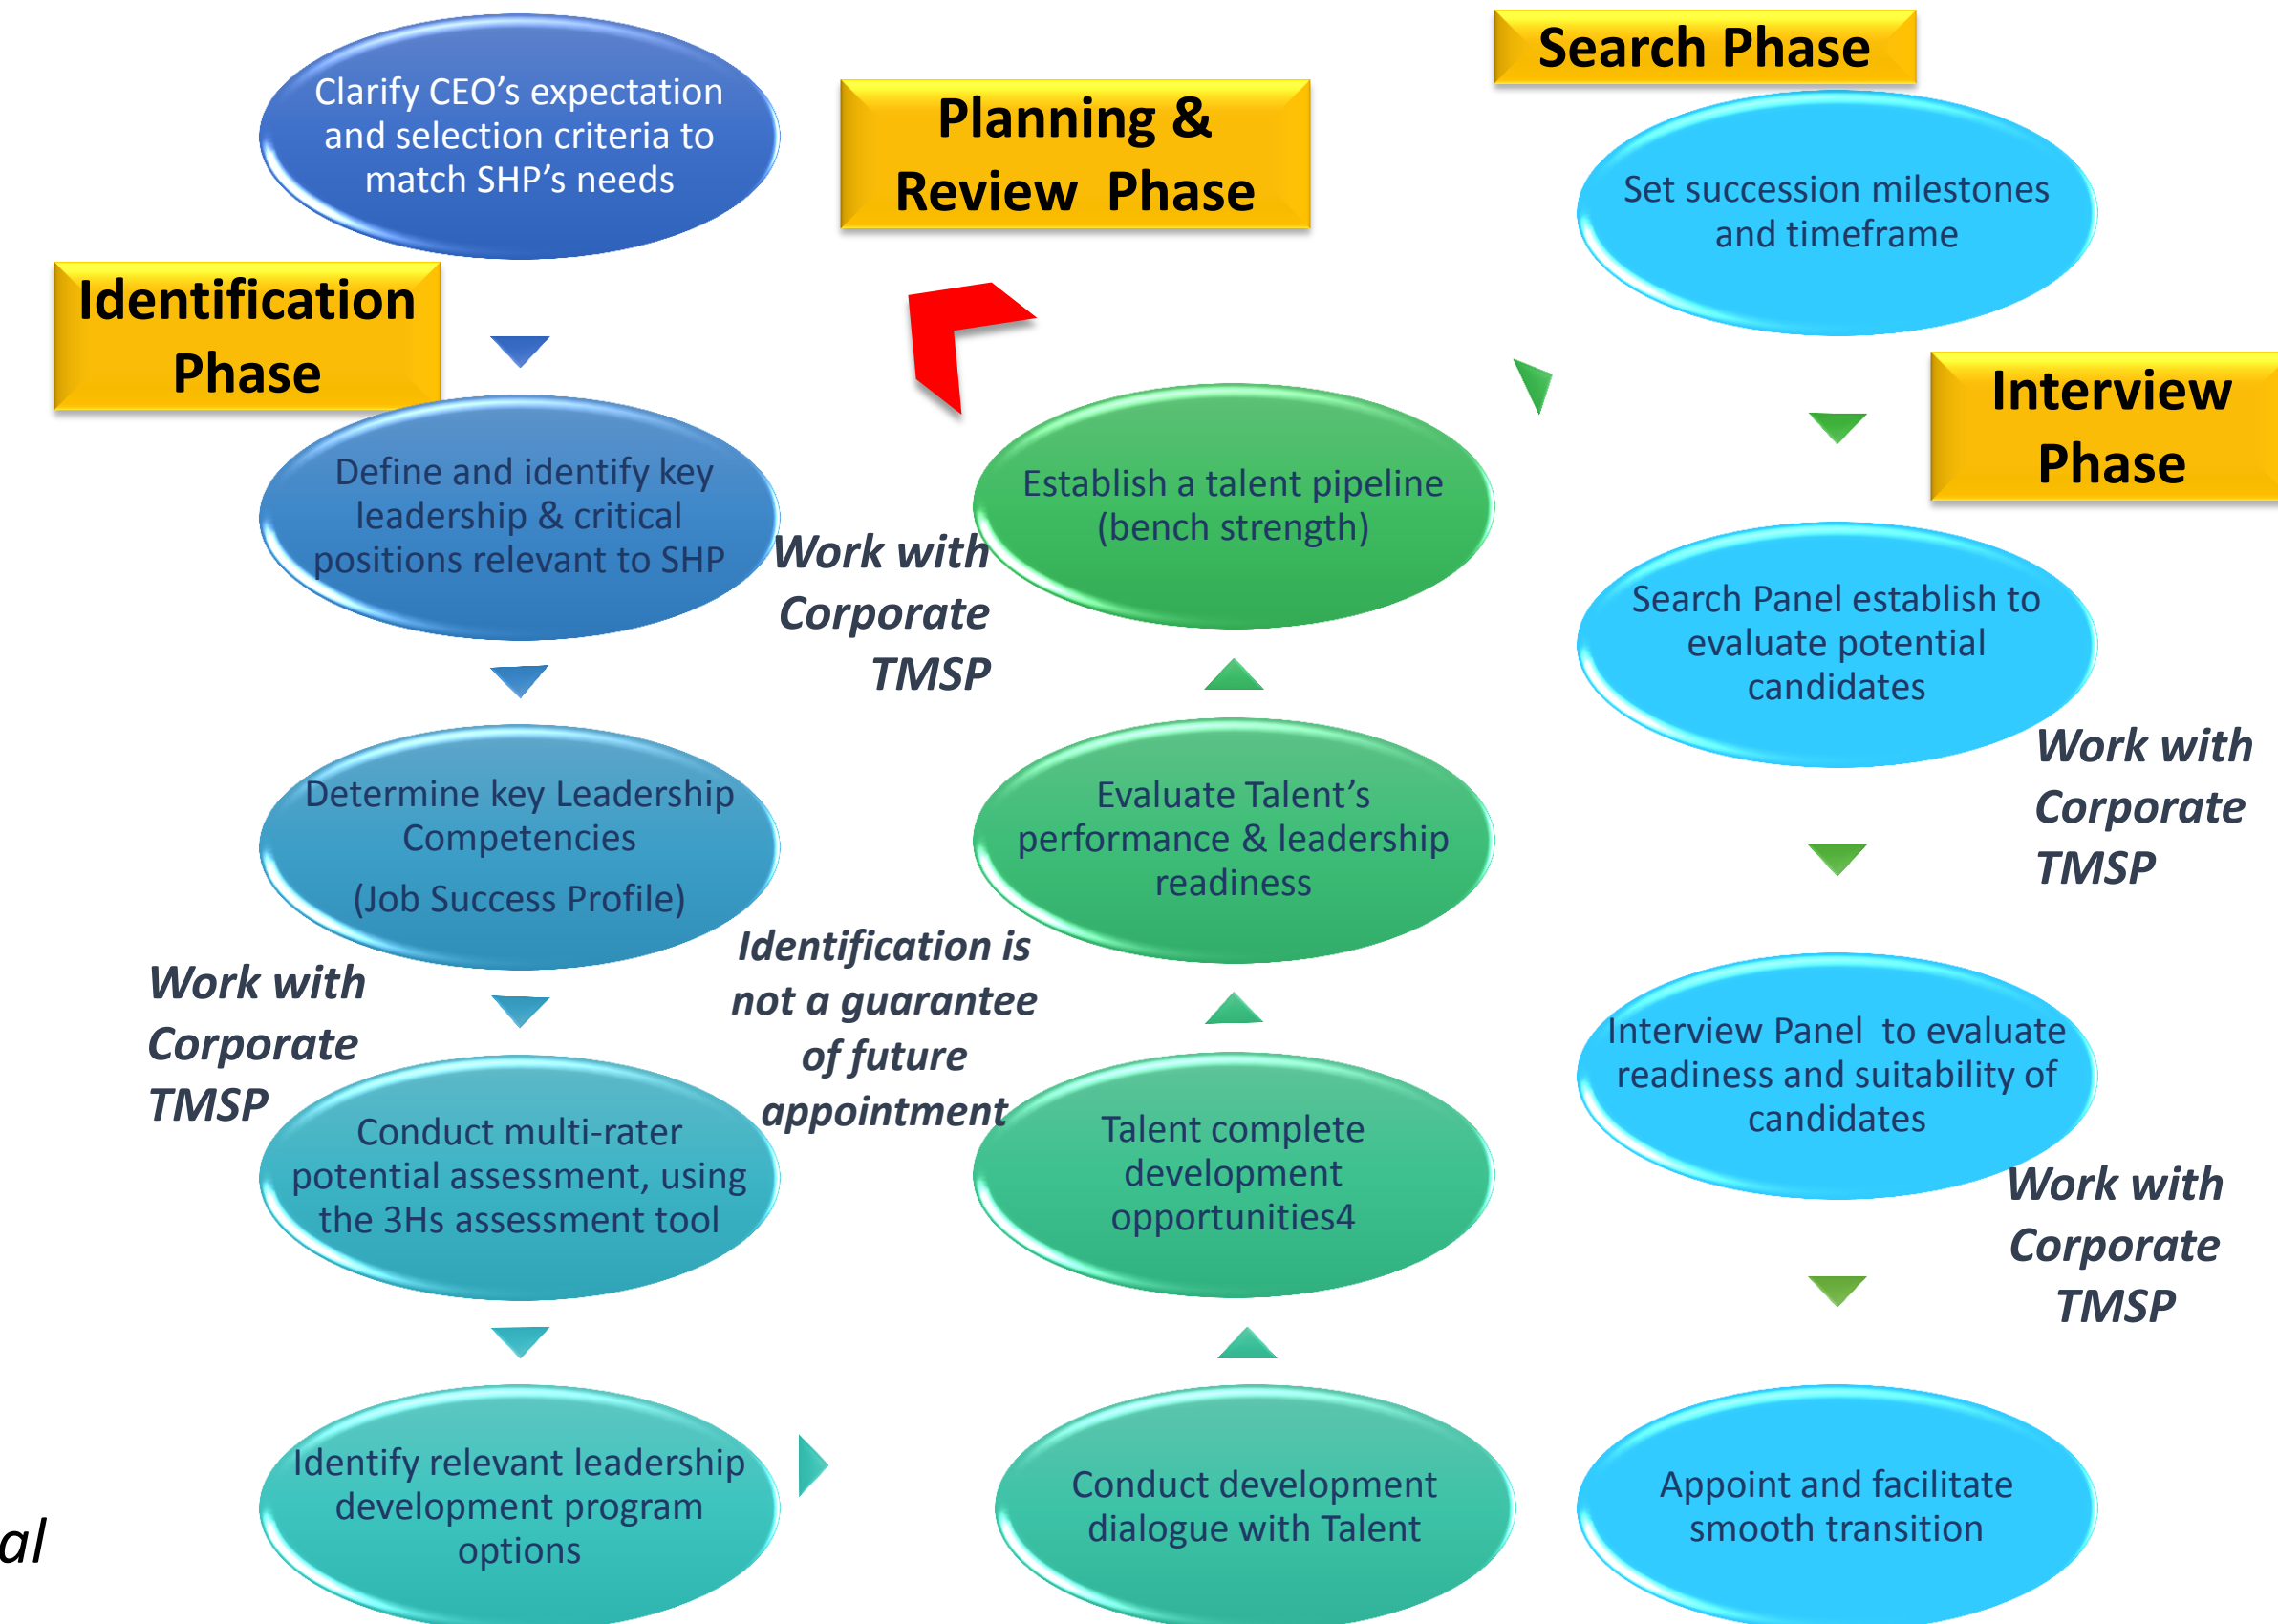 Clarify CEO’s expectation
and selection criteria to
match SHP’s needs
Identification
Phase
Define and identify key
leadership & critical
positions relevant to SHP
Determine key Leadership
Competencies
(Job Success Profile)
Work with
Corporate
TMSP
Conduct multi-rater
potential assessment, using
the 3Hs assessment tool
Identify relevant leadership
development program
options
al
Planning &
Review  Phase
Establish a talent pipeline
(bench strength)
Work with
Corporate
TMSP
Evaluate Talent’s
performance & leadership
readiness
Identification is
not a guarantee
of future
appointment
Talent complete
development
opportunities4
Conduct development
dialogue with Talent
Search Phase
Set succession milestones
and timeframe
Interview
Phase
Search Panel establish to
evaluate potential
candidates
Work with
Corporate
TMSP
Interview Panel  to evaluate
readiness and suitability of
candidates
Work with
Corporate
TMSP
Appoint and facilitate
smooth transition